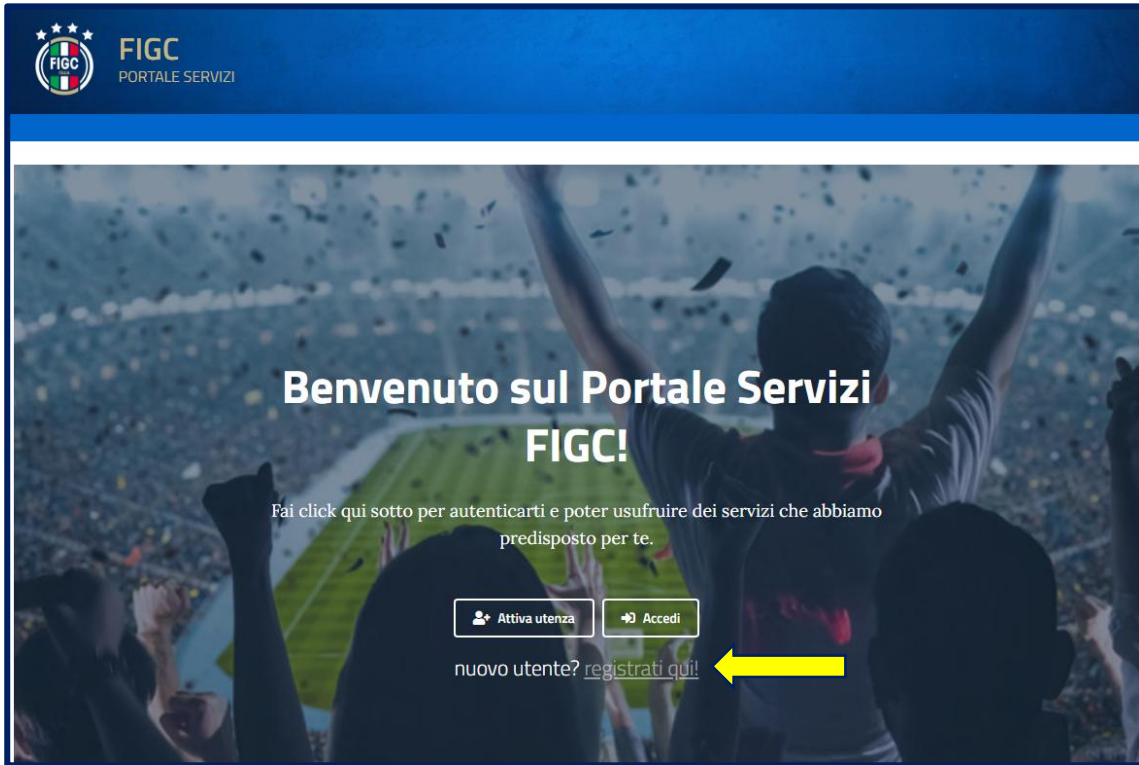 FIGC
FIGC
PORTALE SERVIZI
Benvenuto sul Portale Servizi
FIGC!
Fai click qui sotto per autenticarti e poter usufruire dei servizi che abbiamo
predisposto per te.
Attiva utenza
Accedi
nuovo utente? registrati qui!